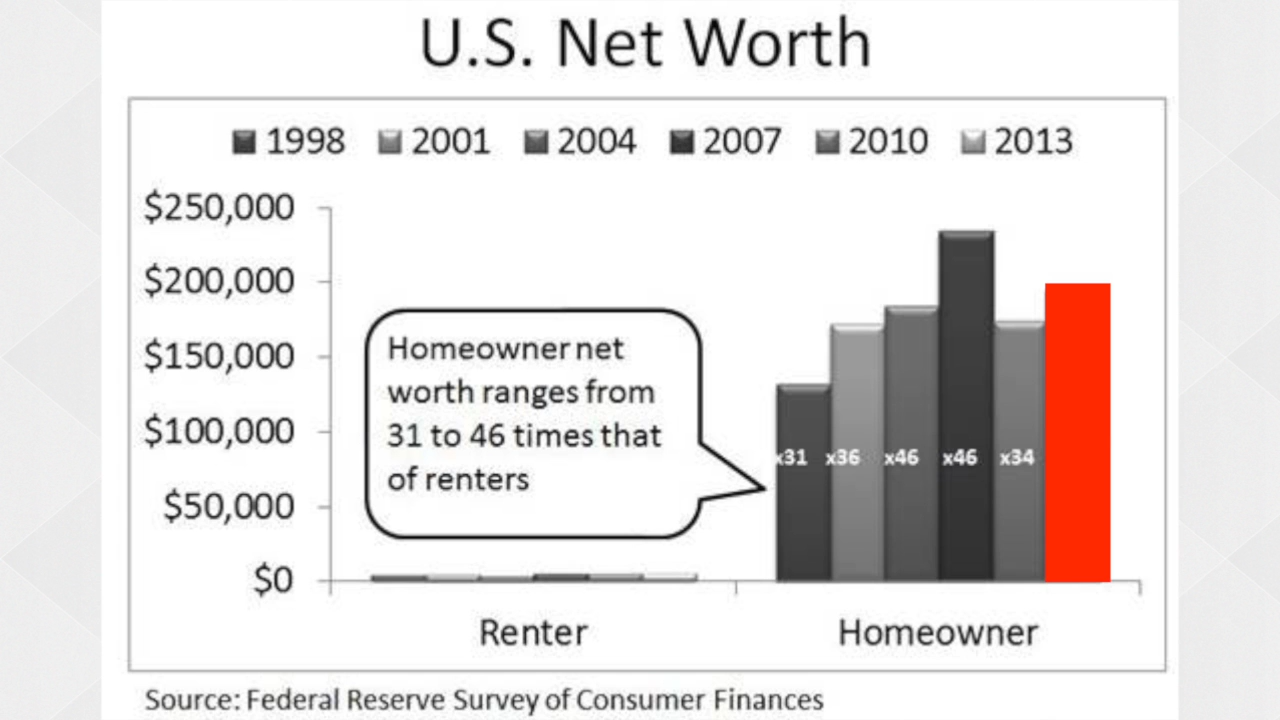 U.S. Net Worth
1998 2001 2004 2007 2010 2013
$250,000
$200,000
$150,000
$100,000
$50,000
$0
Homeowner net
worth ranges from
31 to 46 times that
of renters
x31 x36 x46 x46 x34
Renter Homeowner
Source: Federal Reserve Survey of Consumer Finances